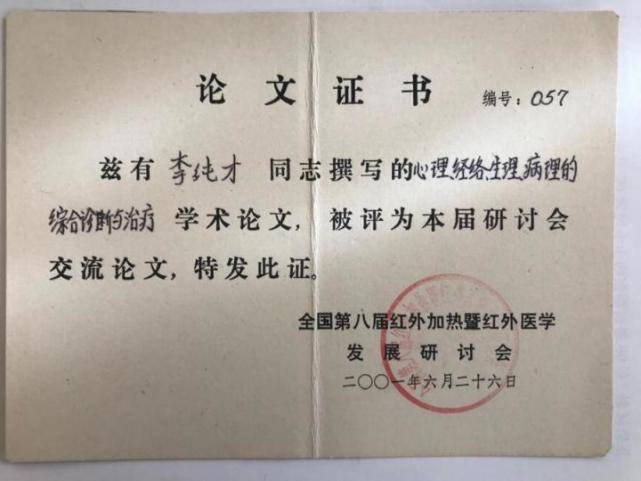 论文证书
编号：057
兹有 李纯才 同志撰写的心理、经络、生理、病理的
综合诊断与治疗 学术论文，被评为本届研讨会
交流论文，特发此证。
全国第八届红外加热暨红外医学
发展研讨会
二〇〇一年六月二十六日